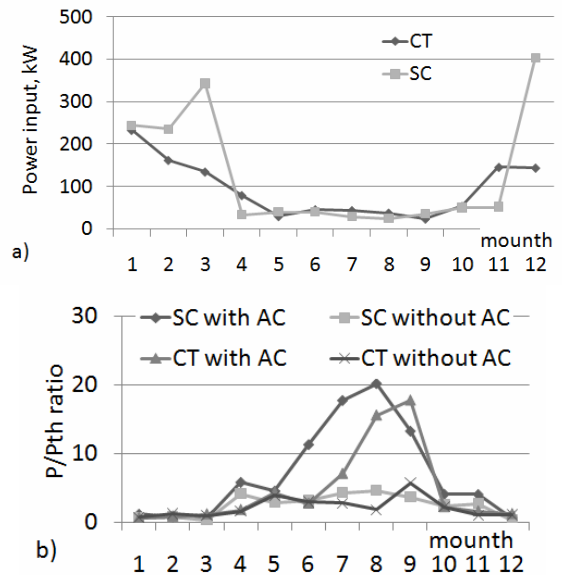 500
400
300
200
100
0
Power input, kW
CT
SC
mounth
1 2 3 4 5 6 7 8 9 10 11 12
a)
30
20
10
0
P/Pth ratio
SC with AC
SC without AC
CT with AC
CT without AC
mounth
1 2 3 4 5 6 7 8 9 10 11 12
b)